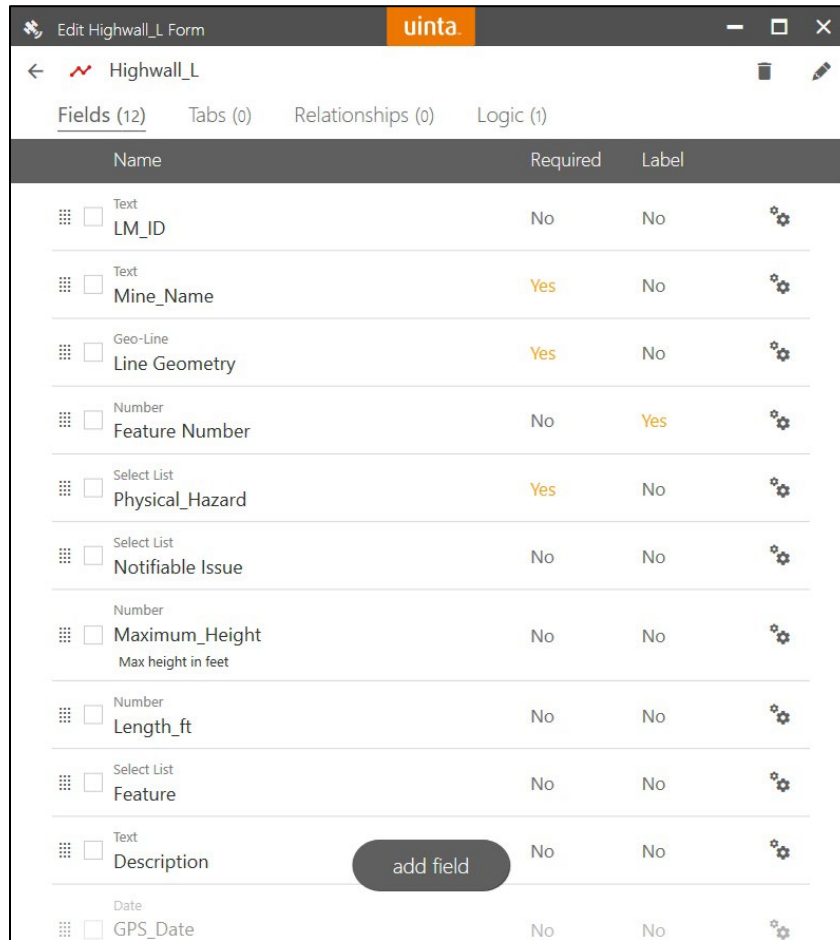 Edit Highwall_L Form
uinta.
Highwall_L
Fields (12) Tabs (0) Relationships (0) Logic (1)
Name Required Label
Text
LM_ID No No
Text
Mine_Name Yes No
Geo-Line
Line Geometry Yes No
Number
Feature Number No Yes
Select List
Physical_Hazard Yes No
Select List
Notifiable Issue No No
Number
Maximum_Height No No
Max height in feet
Number
Length_ft No No
Select List
Feature No No
Text
Description No No
add field
Date
GPS_Date No No